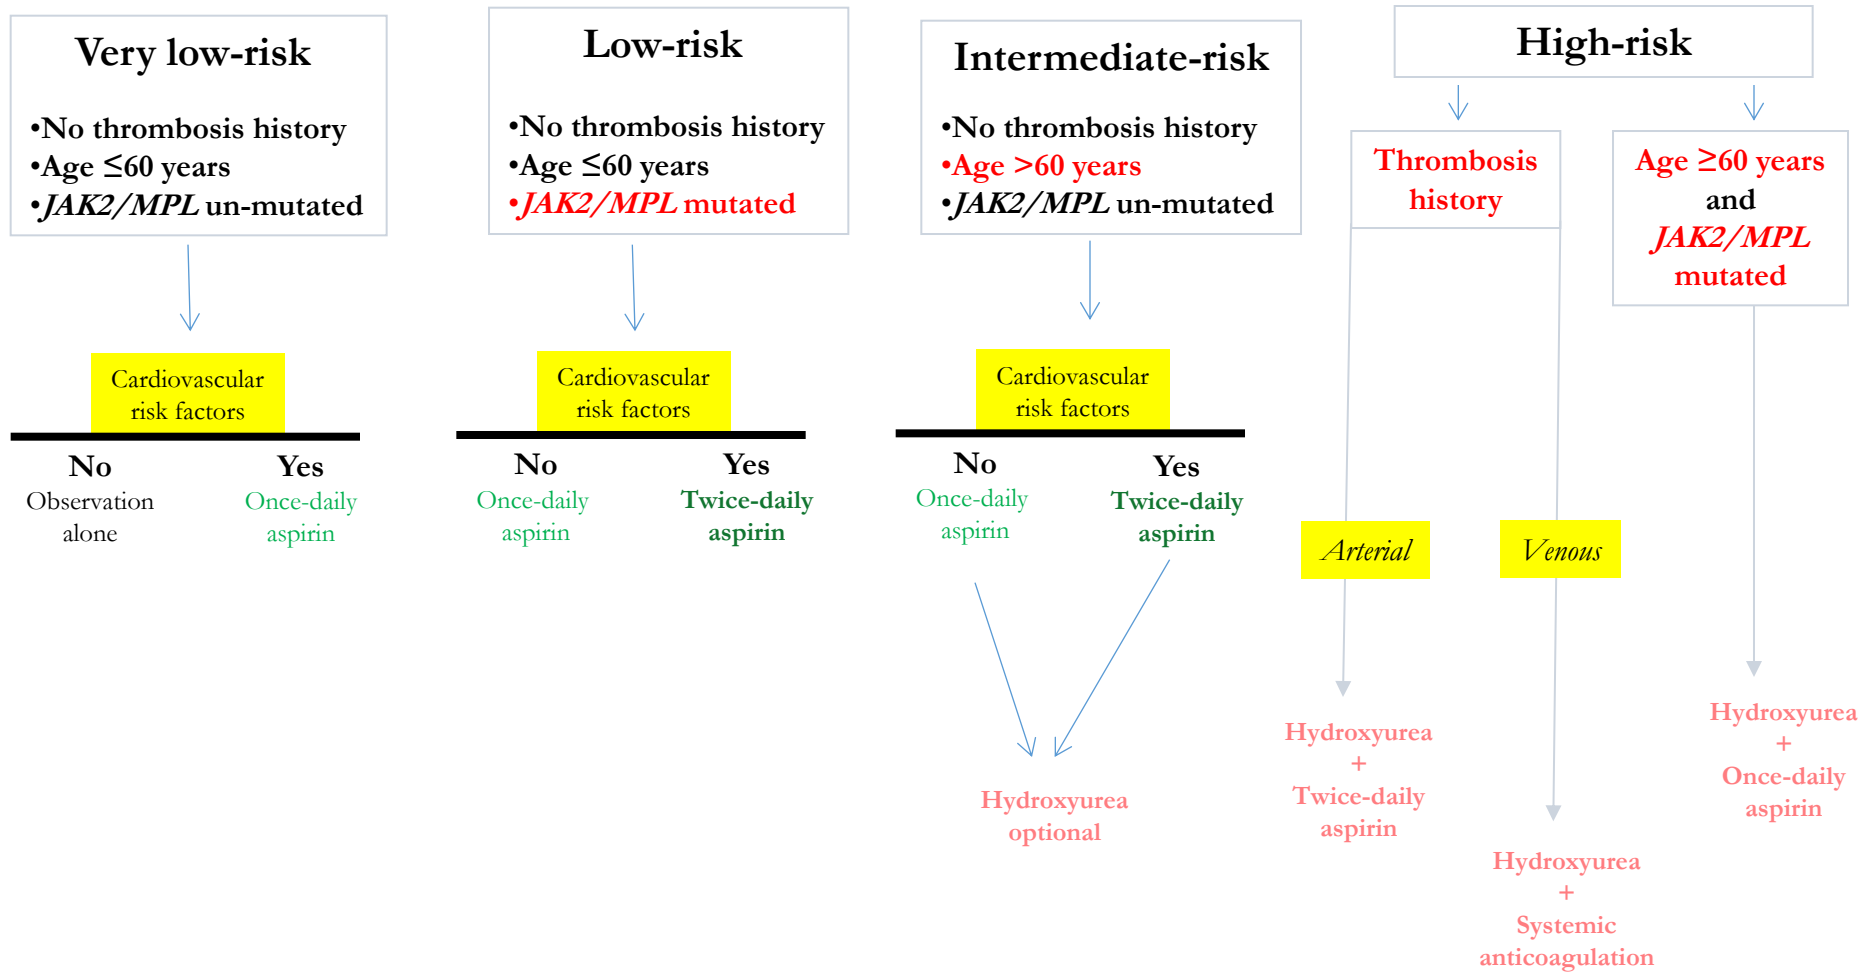 Very low-risk
•No thrombosis history
•Age ≤60 years
•JAK2/MPL un-mutated
Cardiovascular
risk factors
No
Observation
alone
Yes
Once-daily
aspirin
Low-risk
•No thrombosis history
•Age ≤60 years
•JAK2/MPL mutated
Cardiovascular
risk factors
No
Once-daily
aspirin
Yes
Twice-daily
aspirin
Intermediate-risk
•No thrombosis history
•Age >60 years
•JAK2/MPL un-mutated
Cardiovascular
risk factors
No
Once-daily
aspirin
Yes
Twice-daily
aspirin
Hydroxyurea
optional
High-risk
Thrombosis
history
Arterial
Hydroxyurea
+
Twice-daily
aspirin
Venous
Hydroxyurea
+
Systemic
anticoagulation
Age ≥60 years
and
JAK2/MPL
mutated
Hydroxyurea
+
Once-daily
aspirin